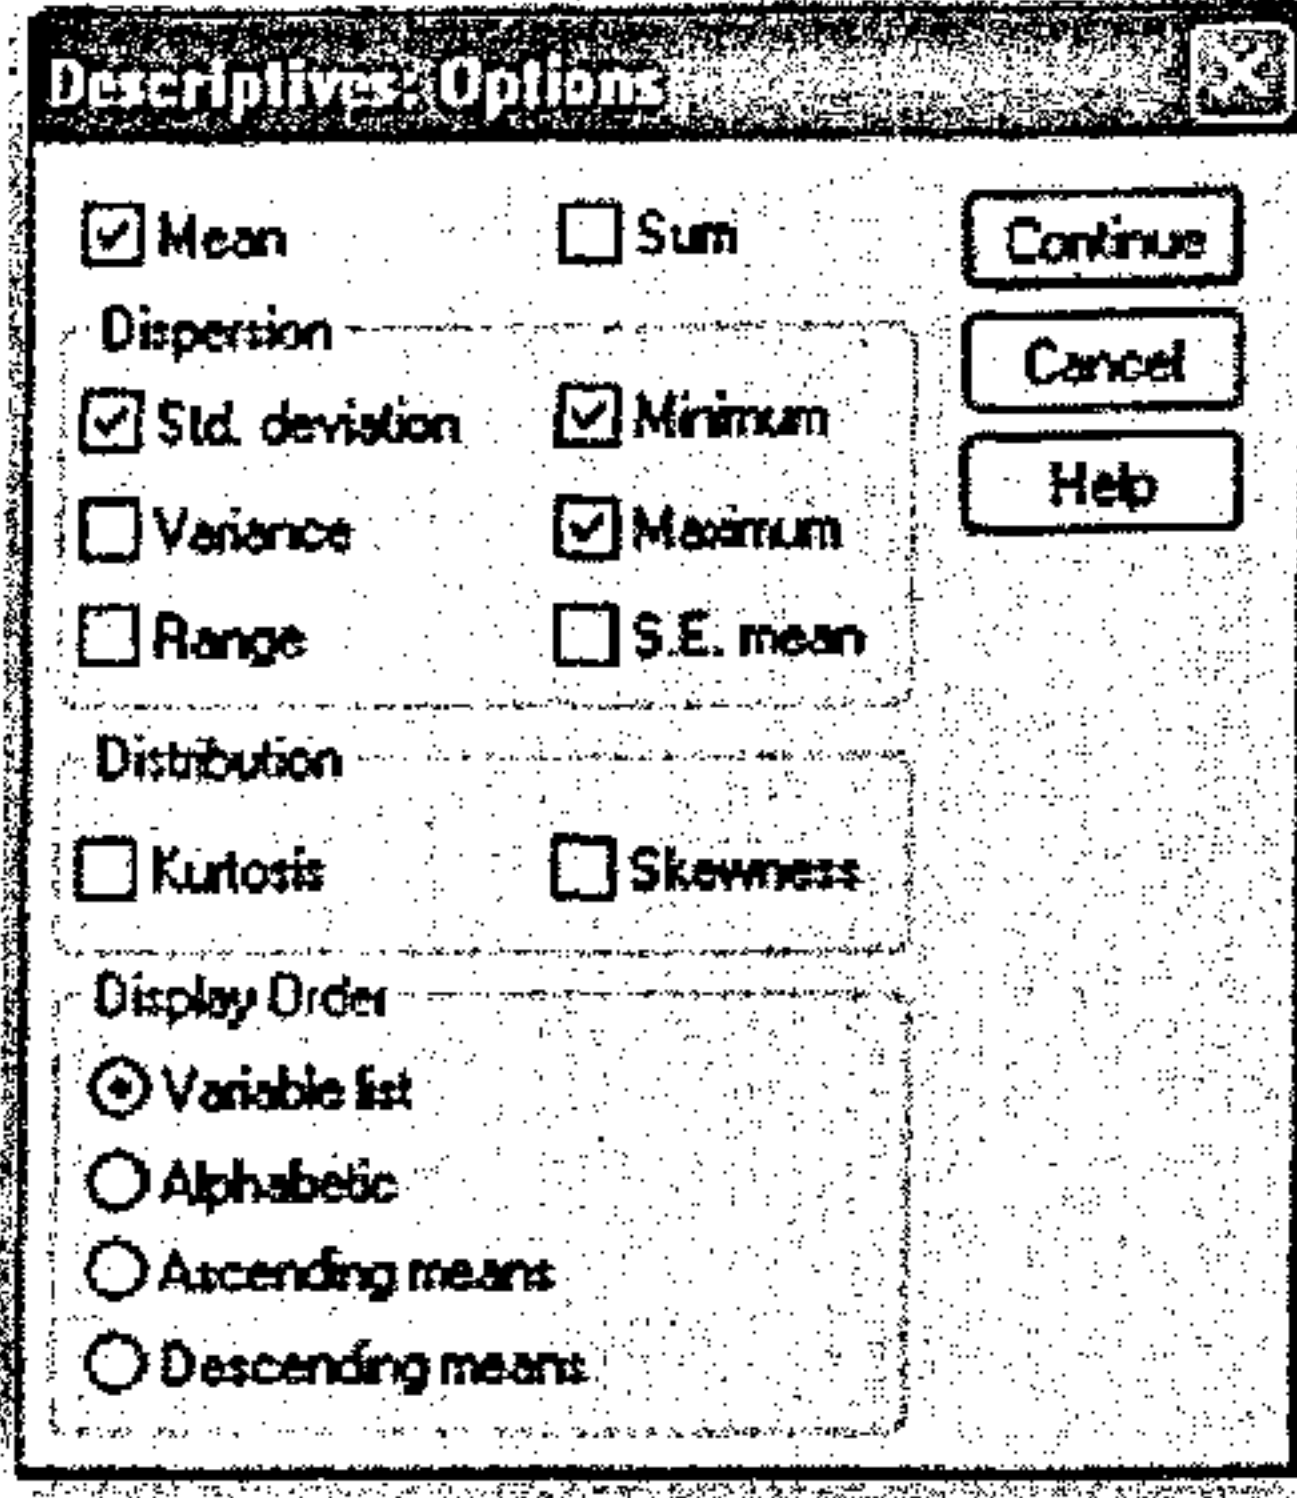 Descriptives: Options
Mean Sum Continue
Dispersion Cancel
Std. deviation Minimum Help
Variance Maximum
Range S.E. mean
Distribution
Kurtosis Skewness
Display Order
Variable list
Alphabetic
Ascending means
Descending means